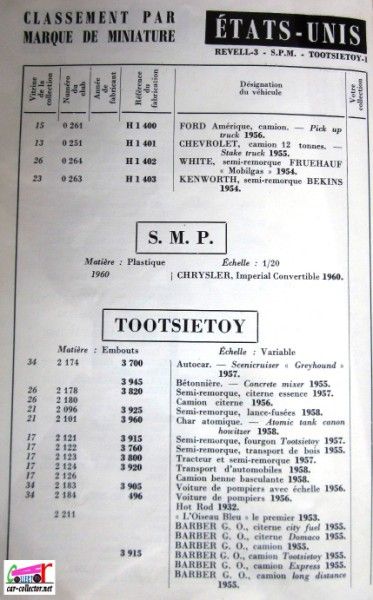 CLASSEMENT PAR
MARQUE DE MINIATURE
ÉTATS-UNIS
REVELL-3 - S.P.M. - TOOTSIETOY-1
Vitrine de la collection
Numéro du club
Année de fabricant
Référence du fabrication
Désignation du véhicule
Votre collection
15 0 261 H 1 400 FORD Amérique, camion. — Pick up
truck 1956.
13 0 251 H 1 401 CHEVROLET, camion 12 tonnes. —
Stake truck 1955.
26 0 264 H 1 402 WHITE, semi-remorque FRUEHAUF
« Mobilgas » 1954.
23 0 263 H 1 403 KENWORTH, semi-remorque BEKINS
1954.
S. M. P.
Matière : Plastique Échelle : 1/20
1960 CHRYSLER, Imperial Convertible 1960.
TOOTSIETOY
Matière : Embouts Échelle : Variable
34 2 174 3 700 Autocar. — Scenicruiser « Greyhound »
1957.
3 945 Bétonnière. — Concrete mixer 1955.
26 2 178 3 820 Semi-remorque, citerne essence 1957.
26 2 180 Camion citerne 1956.
21 2 096 3 925 Semi-remorque, lance-fusées 1958.
21 2 101 3 960 Char atomique. — Atomic tank canon
howitzer 1958.
17 2 121 3 915 Semi-remorque, fourgon Tootsietoy 1957.
17 2 122 3 760 Semi-remorque, transport de bois 1955.
17 2 123 3 800 Tracteur et semi-remorque 1957.
17 2 124 3 920 Transport d'automobiles 1958.
17 2 126 Camion benne basculante 1958.
34 2 183 3 905 Voiture de pompiers avec échelle 1956.
34 2 184 496 Voiture de pompiers 1956.
Hot Rod 1932.
2 211 « L'Oiseau Bleu » le premier 1953.
BARBER G. O., citerne city fuel 1955.
BARBER G. O., citerne Domaco 1955.
BARBER G. O., camion 1955.
3 915 BARBER G. O., camion Tootsietoy 1955.
BARBER G. O., camion Express 1955.
BARBER G. O., camion long distance
1955.
car-collector.net